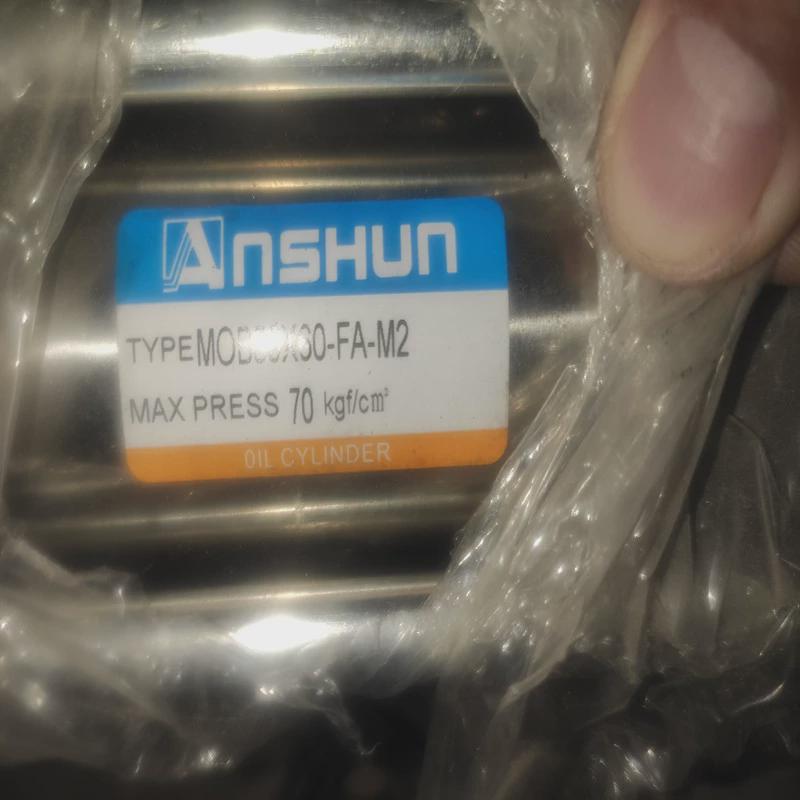 ANSHUN
TYPE
MAX PRESS 70 kgf/cm²
OIL CYLINDER